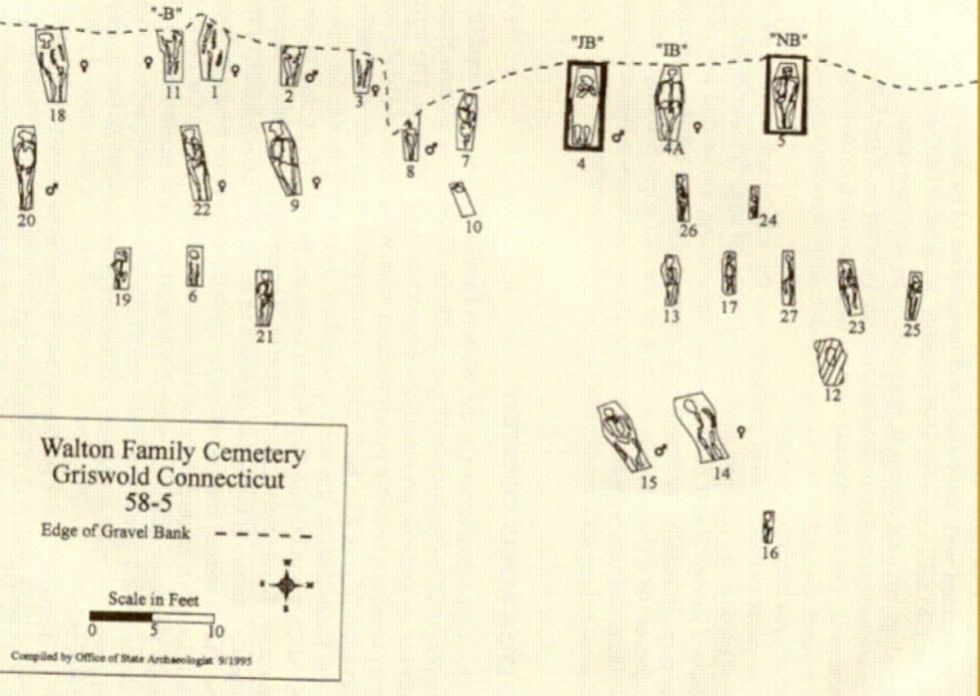 "-B"
"JB" "IB" "NB"
18 ♀ ♀ 11 1 ♀ 2 ♂ 3 ♀
8 ♂ 7 4 ♂ 4A ♀ 5
20 ♂ 22 ♀ 9 ♀ 10 26 24
19 6 21 13 17 27 23 25
12
15 ♂ 14 ♀
16
Walton Family Cemetery
Griswold Connecticut
58-5
Edge of Gravel Bank
W
S N
E
Scale in Feet
0 5 10
Compiled by Office of State Archaeologist 9/1995